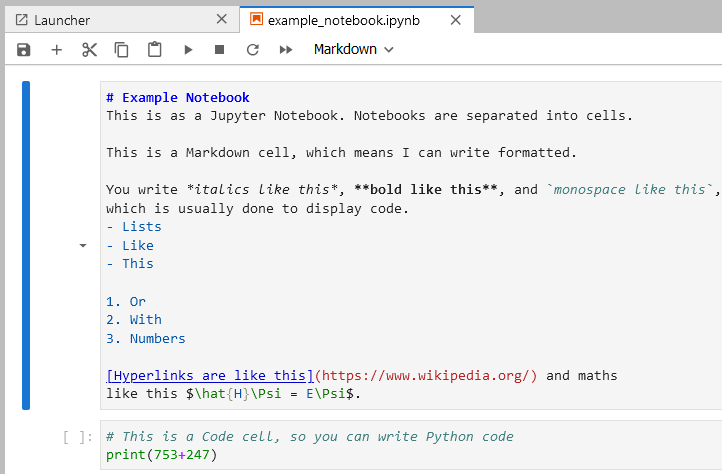 Launcher
example_notebook.ipynb
Markdown
# Example Notebook
This is as a Jupyter Notebook. Notebooks are separated into cells.
This is a Markdown cell, which means I can write formatted.
You write *italics like this*, **bold like this**, and `monospace like this`,
which is usually done to display code.
- Lists
- Like
- This
1. Or
2. With
3. Numbers
[Hyperlinks are like this](https://www.wikipedia.org/) and maths
like this $\hat{H}\Psi = E\Psi$.
[ ]:
# This is a Code cell, so you can write Python code
print(753+247)